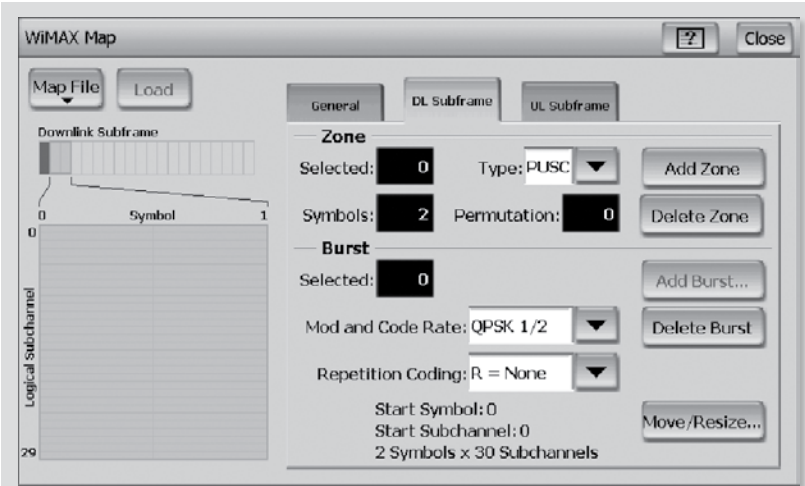 WiMAX Map
?
Close
Map File
Load
General
DL Subframe
UL Subframe
Downlink Subframe
Zone
Selected: 0
Type: PUSC
Add Zone
0 Symbol 1
Symbols: 2
Permutation: 0
Delete Zone
0
Burst
Selected: 0
Add Burst...
Logical Subchannel
Mod and Code Rate: QPSK 1/2
Delete Burst
Repetition Coding: R = None
Start Symbol: 0
Start Subchannel: 0
2 Symbols x 30 Subchannels
Move/Resize...
29